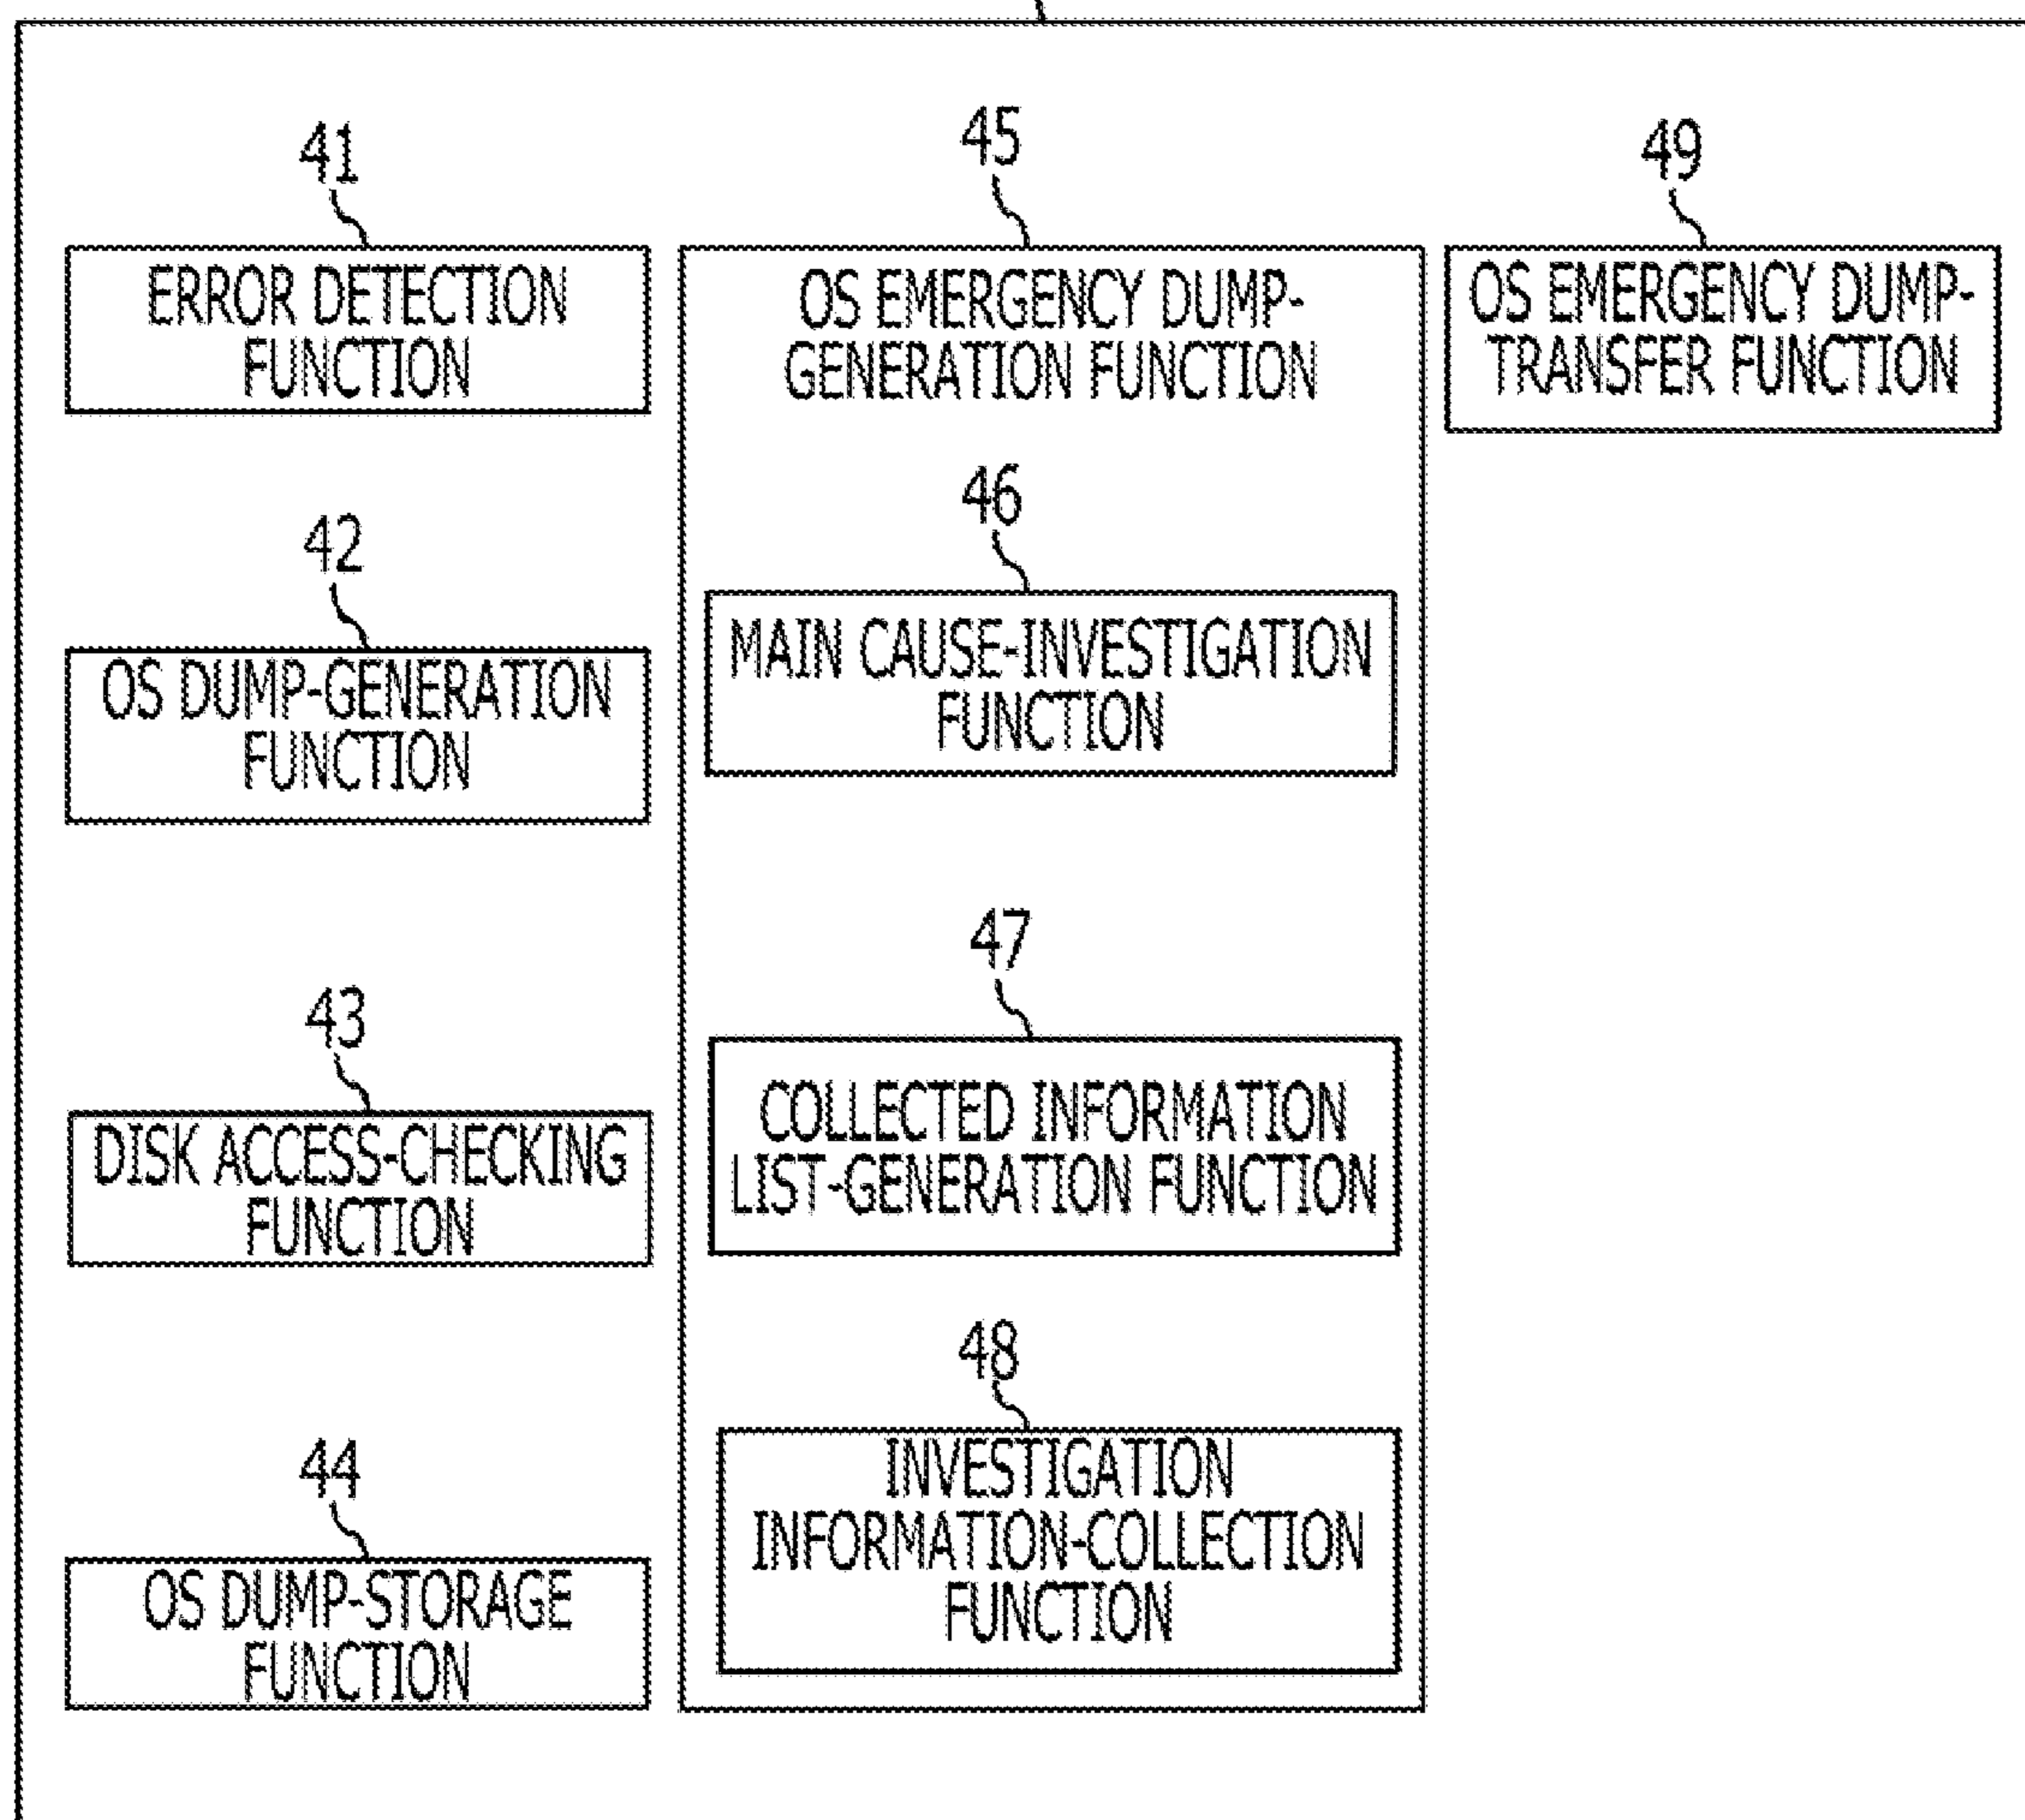 41
ERROR DETECTION
FUNCTION
42
OS DUMP-GENERATION
FUNCTION
43
DISK ACCESS-CHECKING
FUNCTION
44
OS DUMP-STORAGE
FUNCTION
45
OS EMERGENCY DUMP-
GENERATION FUNCTION
46
MAIN CAUSE-INVESTIGATION
FUNCTION
47
COLLECTED INFORMATION
LIST-GENERATION FUNCTION
48
INVESTIGATION
INFORMATION-COLLECTION
FUNCTION
49
OS EMERGENCY DUMP-
TRANSFER FUNCTION